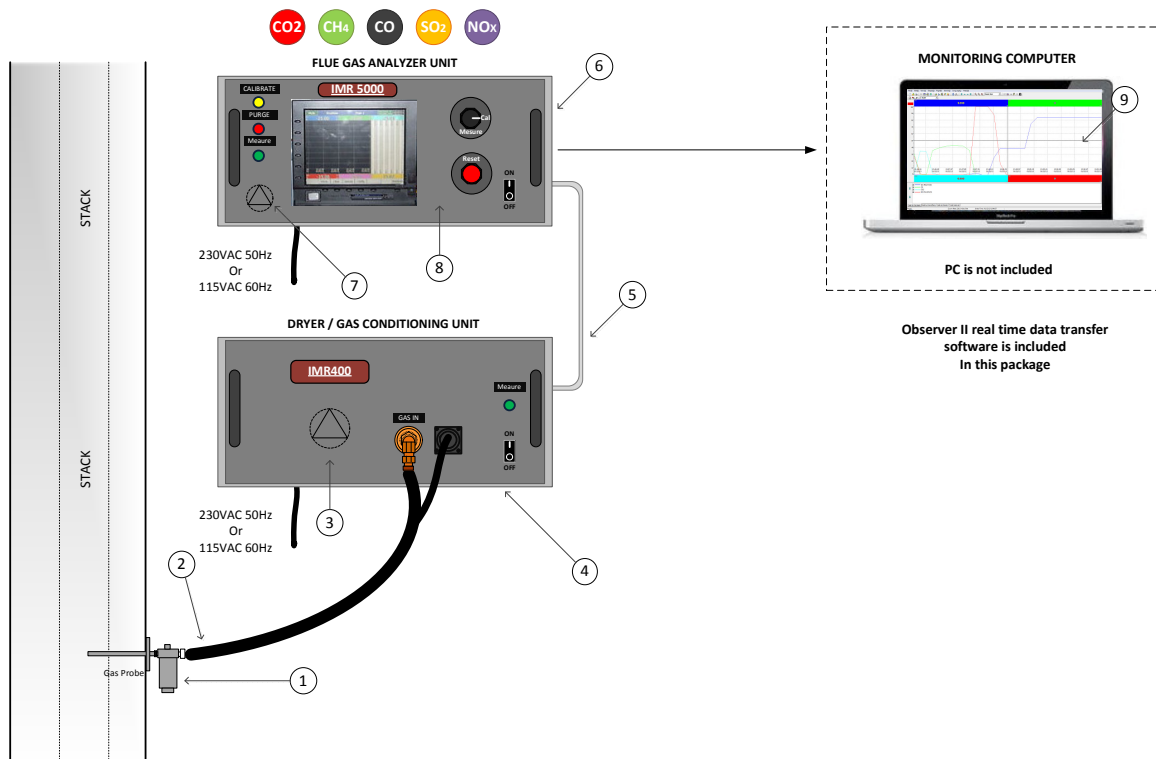 CO2 CH4 CO SO2 NOx
FLUE GAS ANALYZER UNIT
6
CALIBRATE
IMR 5000
PURGE
Meaure
Cal
Mesure
Reset
ON
OFF
STACK
230VAC 50Hz
Or
115VAC 60Hz
7
8
5
DRYER / GAS CONDITIONING UNIT
IMR400
Meaure
GAS IN
ON
OFF
STACK
230VAC 50Hz
Or
115VAC 60Hz
3
4
2
Gas Probe
1
MONITORING COMPUTER
9
PC is not included
Observer II real time data transfer
software is included
In this package